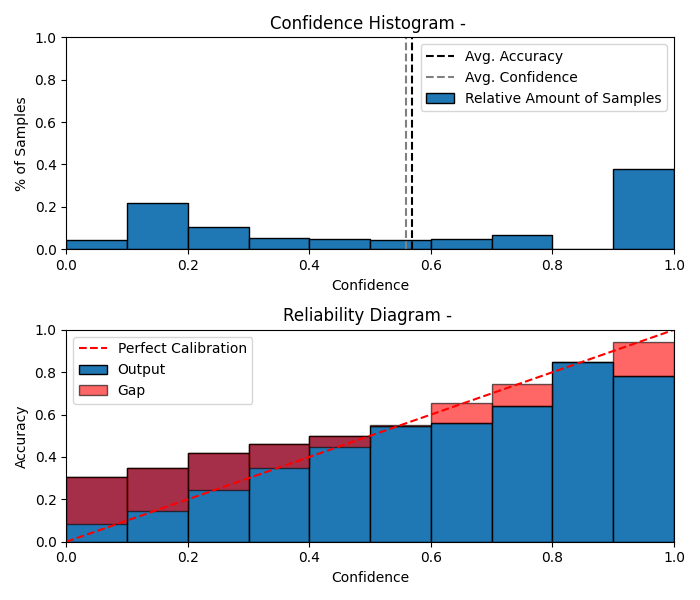 Confidence Histogram -
1.0
0.8
0.6
0.4
0.2
0.0
% of Samples
Avg. Accuracy
Avg. Confidence
Relative Amount of Samples
0.0 0.2 0.4 0.6 0.8 1.0
Confidence
Reliability Diagram -
1.0
0.8
0.6
0.4
0.2
0.0
Accuracy
Perfect Calibration
Output
Gap
0.0 0.2 0.4 0.6 0.8 1.0
Confidence